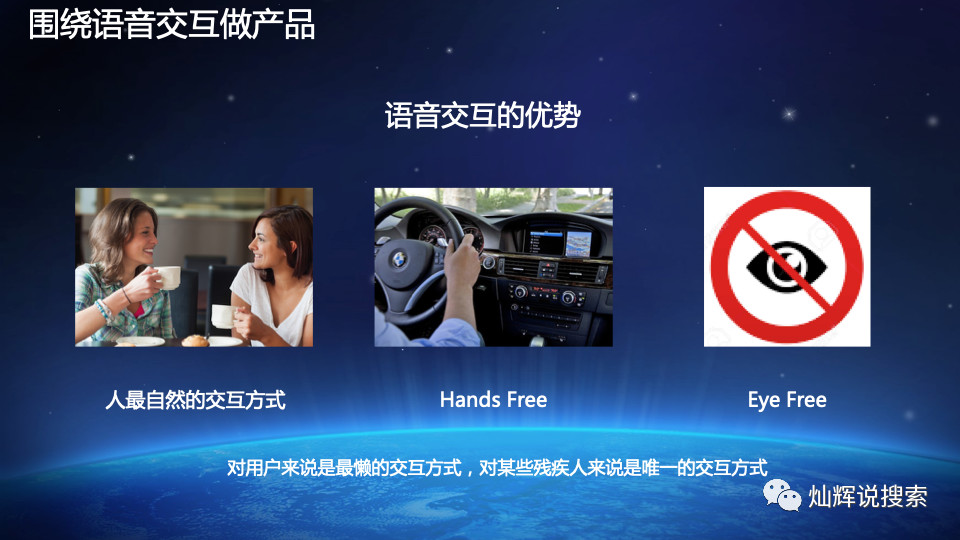 围绕语音交互做产品
语音交互的优势
人最自然的交互方式
Hands Free
Eye Free
对用户来说是最懒的交互方式，对某些残疾人来说是唯一的交互方式
灿辉说搜索